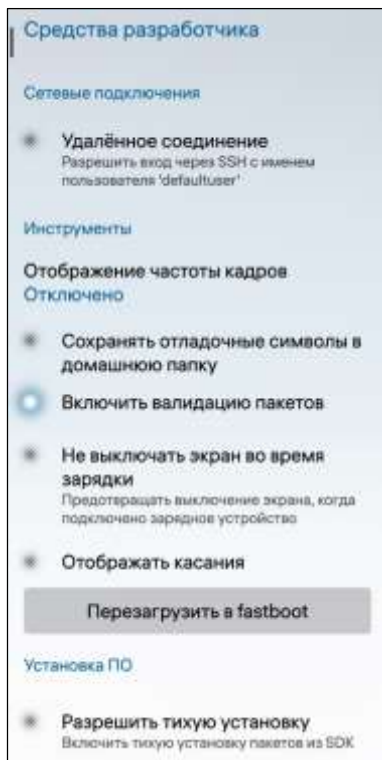 Средства разработчика
Сетевые подключения
Удалённое соединение
Разрешить вход через SSH с именем
пользователя 'defaultuser'
Инструменты
Отображение частоты кадров
Отключено
Сохранять отладочные символы в
домашнюю папку
Включить валидацию пакетов
Не выключать экран во время
зарядки
Предотвращать выключение экрана, когда
подключено зарядное устройство
Отображать касания
Перезагрузить в fastboot
Установка ПО
Разрешить тихую установку
Включить тихую установку пакетов из SDK